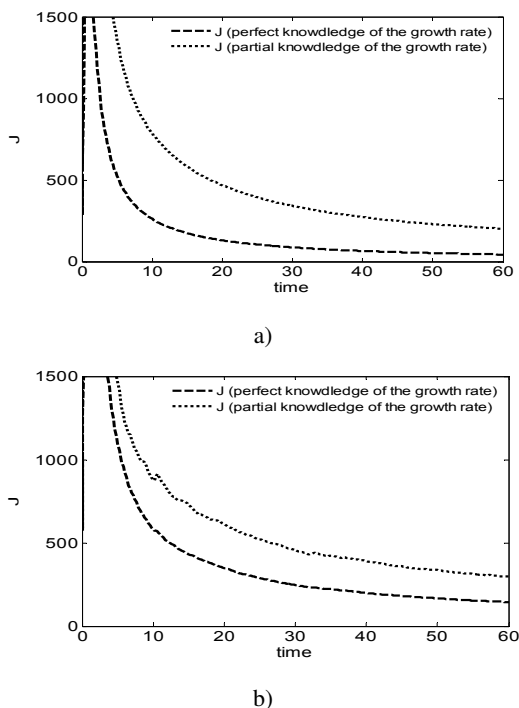 1500
J (perfect knowdledge of the growth rate)
J (partial knowdledge of the growth rate)
1000
J
500
0
0 10 20 30 40 50 60
time
a)
1500
J (perfect knowdledge of the growth rate)
J (partial knowdledge of the growth rate)
1000
J
500
0
0 10 20 30 40 50 60
time
b)